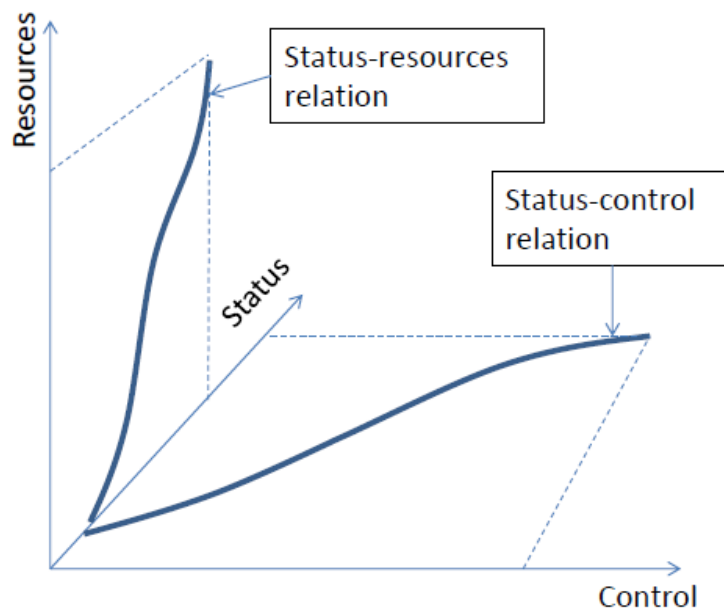 Resources
Status-resources
relation
Status-control
relation
Status
Control